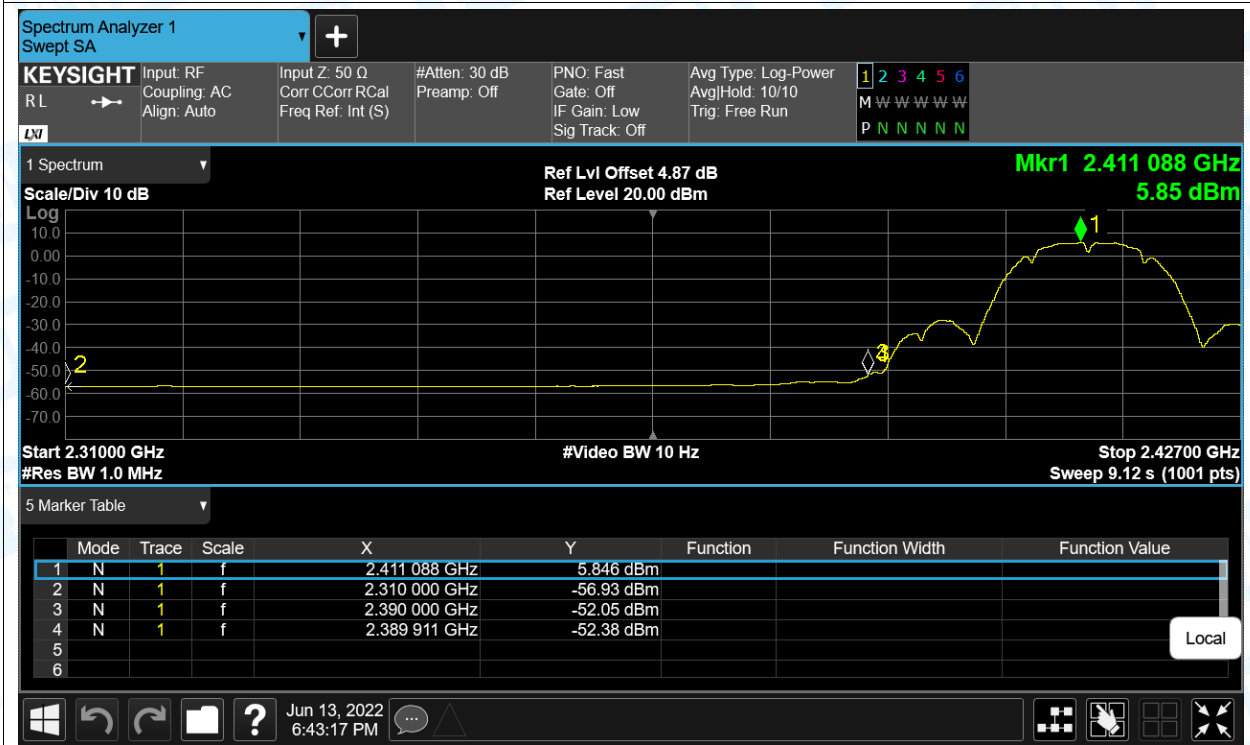 Spectrum Analyzer 1
Swept SA
KEYSIGHT
R L
LXI
Input: RF
Coupling: AC
Align: Auto
Input Z: 50 Ω
Corr CCorr RCal
Freq Ref: Int (S)
#Atten: 30 dB
Preamp: Off
PNO: Fast
Gate: Off
IF Gain: Low
Sig Track: Off
Avg Type: Log-Power
Avg|Hold: 10/10
Trig: Free Run
1 2 3 4 5 6
M W W W W W W
P N N N N N
1 Spectrum
Scale/Div 10 dB
Ref Lvl Offset 4.87 dB
Ref Level 20.00 dBm
Mkr1 2.411 088 GHz
5.85 dBm
Log
10.0
0.00
-10.0
-20.0
-30.0
-40.0
-50.0
-60.0
-70.0
1
2
Start 2.31000 GHz
#Video BW 10 Hz
Stop 2.42700 GHz
#Res BW 1.0 MHz
Sweep 9.12 s (1001 pts)
5 Marker Table
Mode Trace Scale X Y Function Function Width Function Value
1 N 1 f 2.411 088 GHz 5.846 dBm
2 N 1 f 2.310 000 GHz -56.93 dBm
3 N 1 f 2.390 000 GHz -52.05 dBm
4 N 1 f 2.389 911 GHz -52.38 dBm
5
6
Local
?
Jun 13, 2022
6:43:17 PM